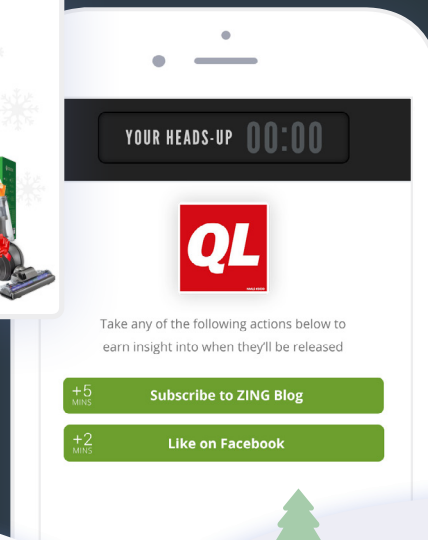 YOUR HEADS-UP 00:00
QL
Take any of the following actions below to
earn insight into when they'll be released
+5
MINS
Subscribe to ZING Blog
+2
MINS
Like on Facebook